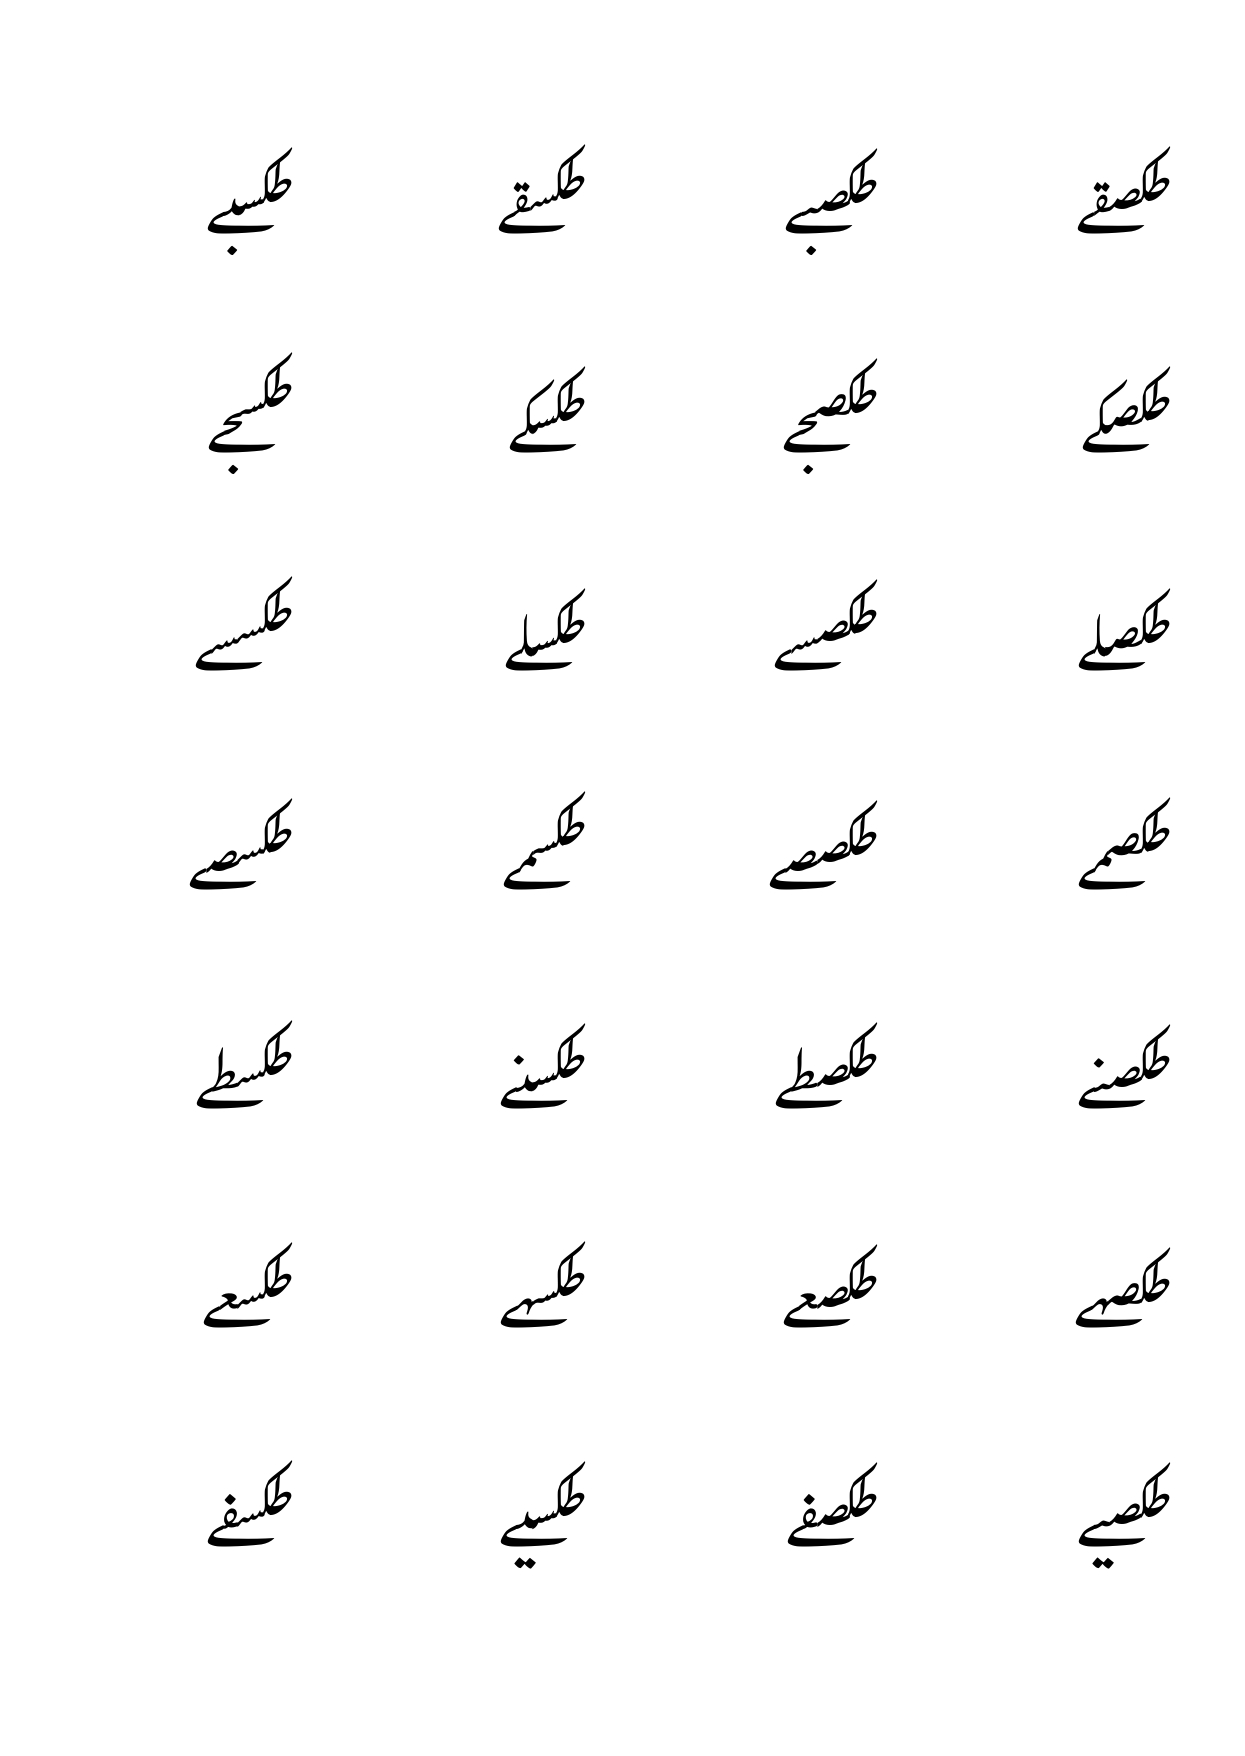 طکصقے طکصبے طکسقے طکسبے
طکصکے طکصجے طکسکے طکسجے
طکصلے طکصسے طکسلے طکسسے
طکصمے طکصصے طکسمے طکسصے
طکصنے طکصطے طکسنے طکسطے
طکصہے طکصعے طکسہے طکسعے
طکصیے طکصفے طکسیے طکسفے